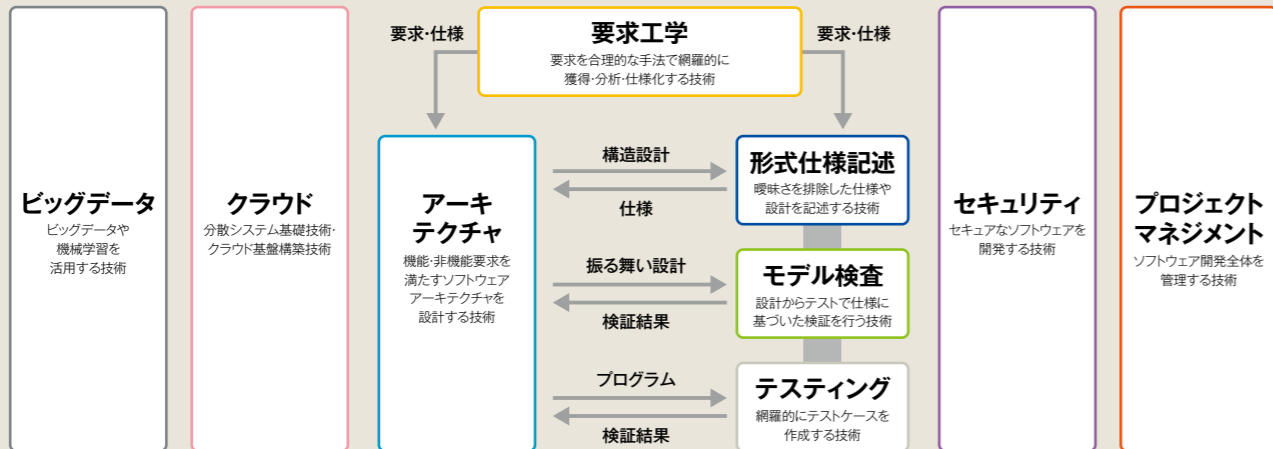 ビッグデータ
ビッグデータや
機械学習を
活用する技術
クラウド
分散システム基礎技術・
クラウド基盤構築技術
要求・仕様
要求工学
要求を合理的な手法で網羅的に
獲得・分析・仕様化する技術
要求・仕様
アーキ
テクチャ
機能・非機能要求を
満たすソフトウェア
アーキテクチャを
設計する技術
構造設計
仕様
振る舞い設計
検証結果
プログラム
検証結果
形式仕様記述
曖昧さを排除した仕様や
設計を記述する技術
モデル検査
設計からテストで仕様に
基づいた検証を行う技術
テスティング
網羅的にテストケースを
作成する技術
セキュリティ
セキュアなソフトウェアを
開発する技術
プロジェクト
マネジメント
ソフトウェア開発全体を
管理する技術